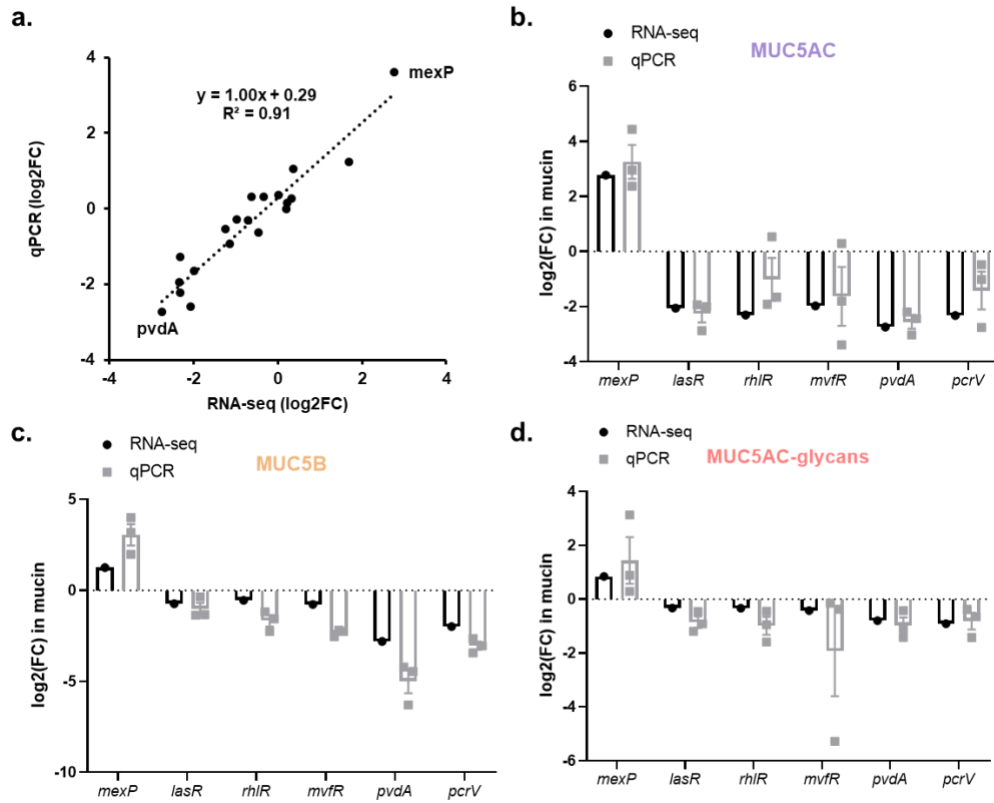 a.
4
2
0
-2
-4
-4
-2
0
2
4
qPCR (log2FC)
RNA-seq (log2FC)
y = 1.00x + 0.29
R² = 0.91
mexP
pvdA
b.
RNA-seq
qPCR
MUC5AC
6
4
2
0
-2
-4
log2(FC) in mucin
mexP lasR rhlR mvfR pvdA pcrV
c.
RNA-seq
qPCR
MUC5B
5
0
-5
-10
log2(FC) in mucin
mexP lasR rhlR mvfR pvdA pcrV
d.
RNA-seq
qPCR
MUC5AC-glycans
4
2
0
-2
-4
-6
log2(FC) in mucin
mexP lasR rhlR mvfR pvdA pcrV